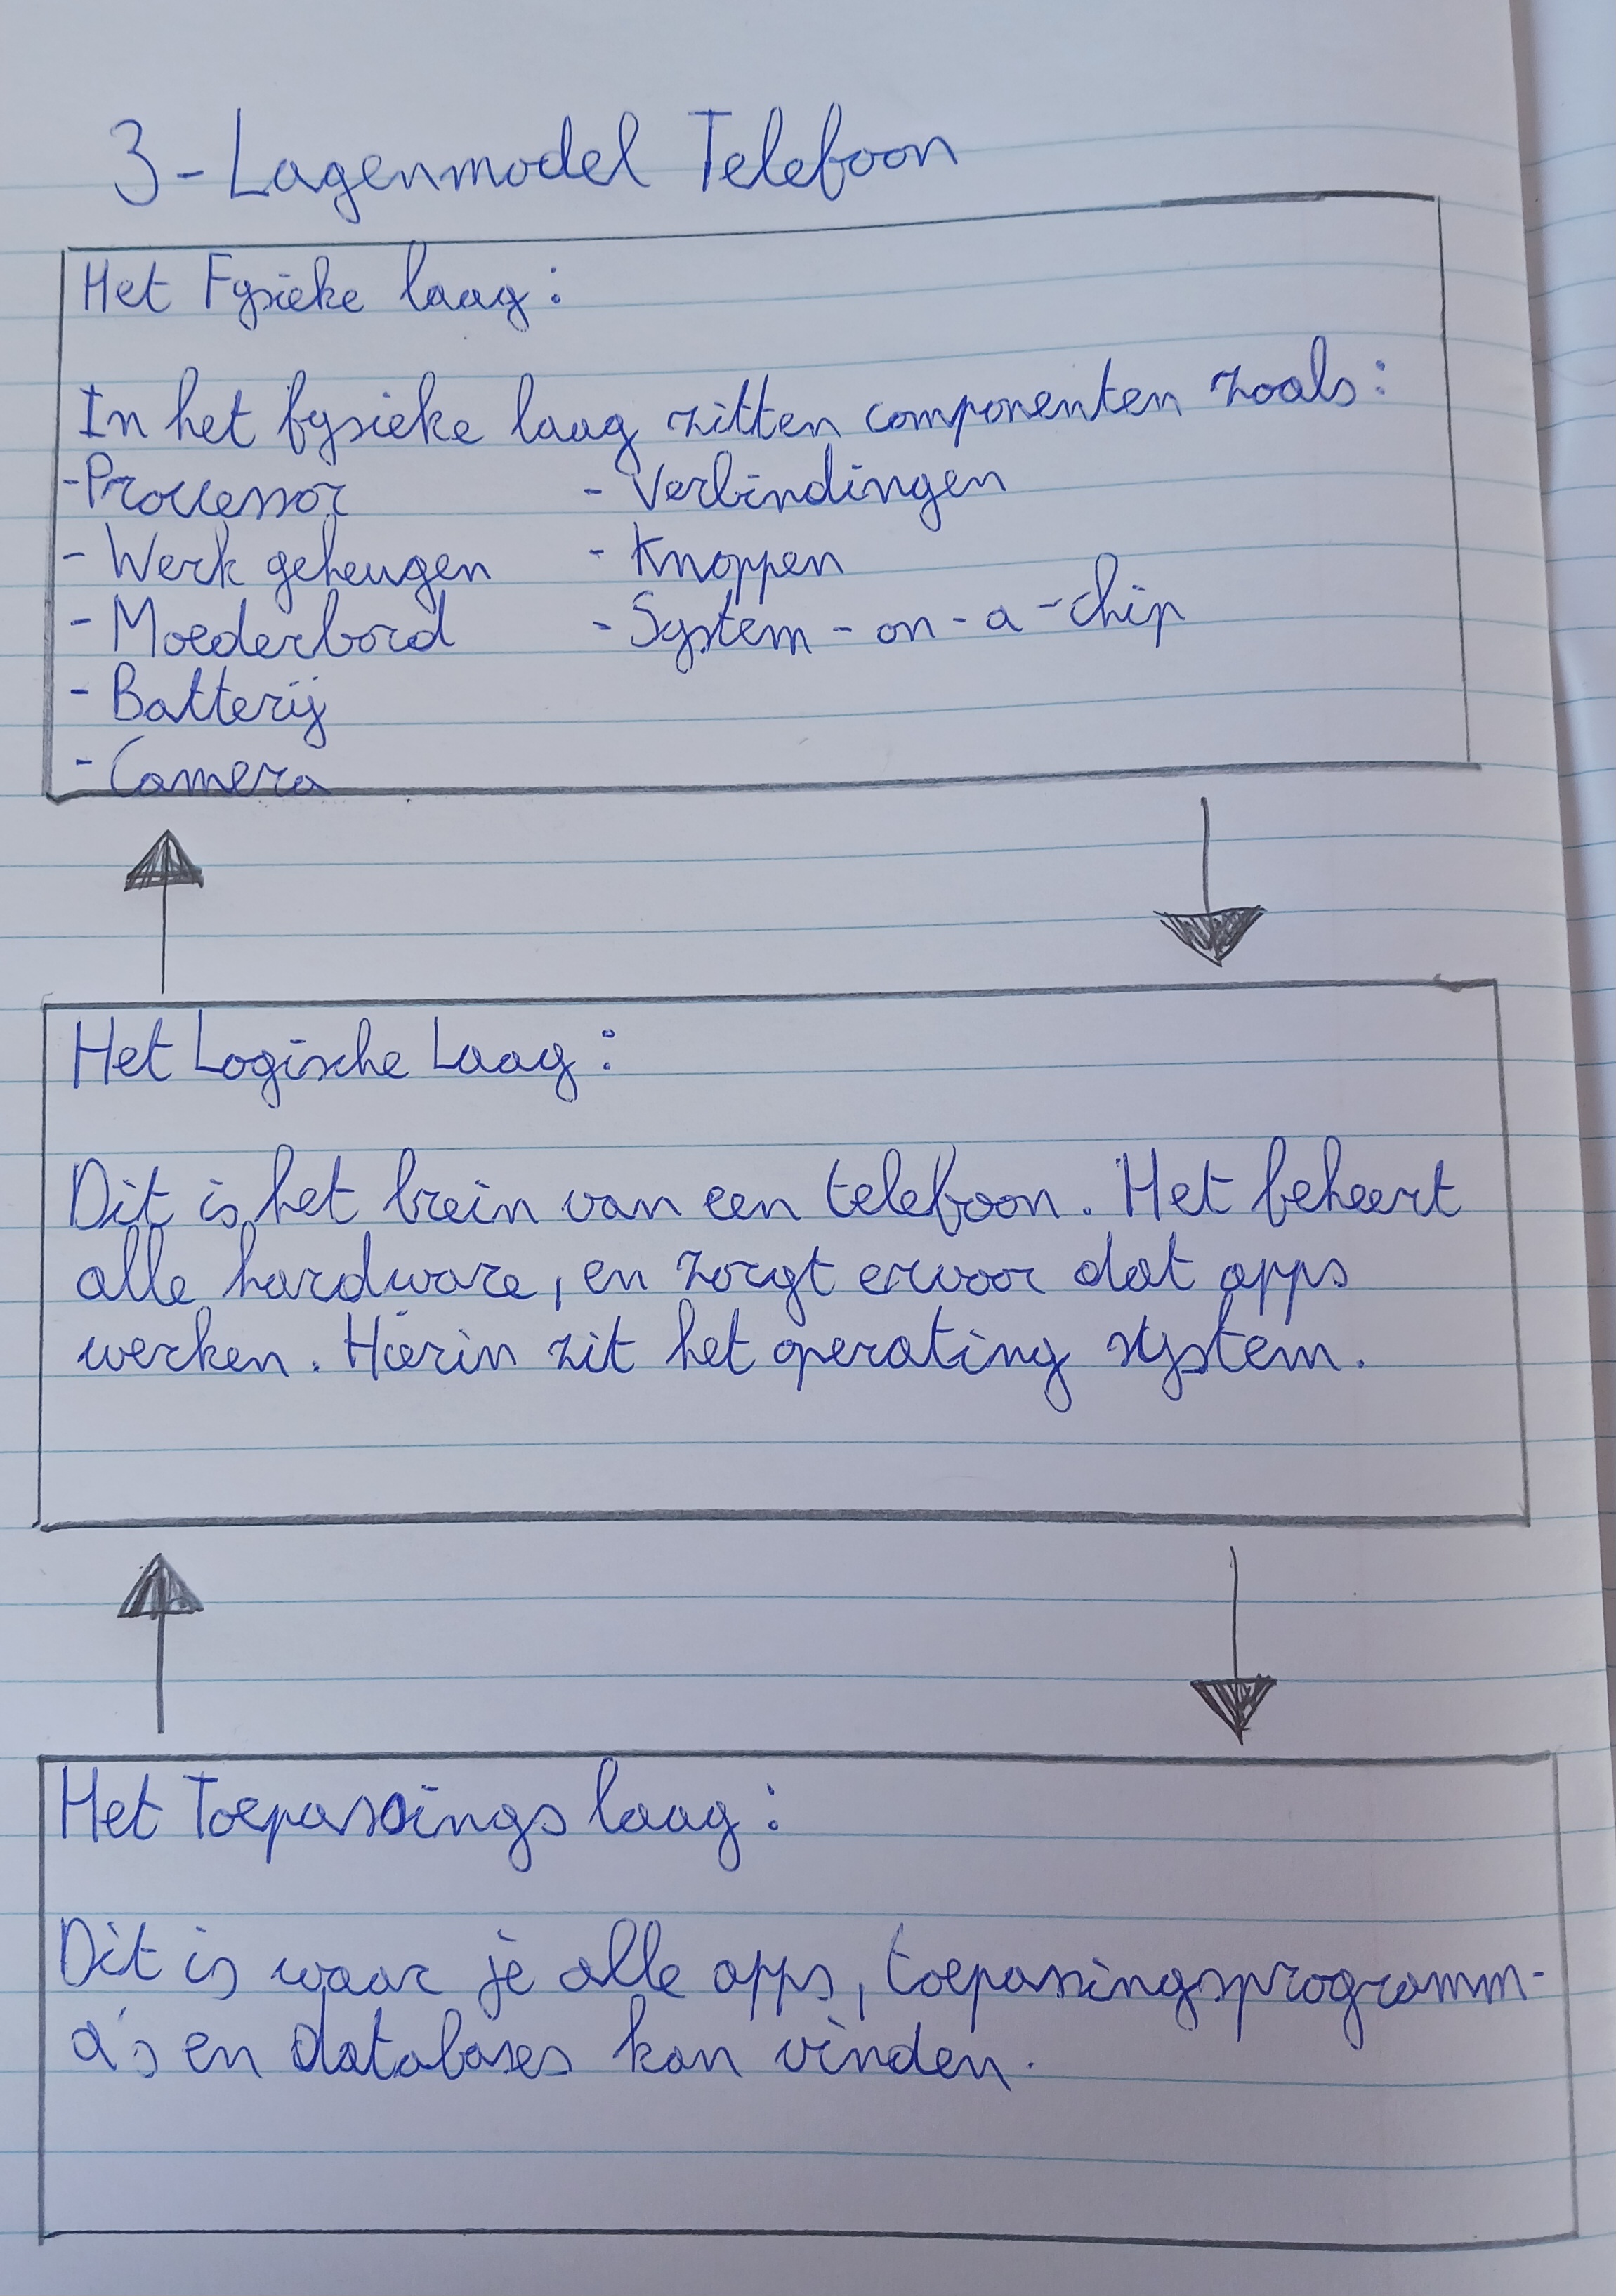 3-Lagenmodel Telefoon
Het Fysieke laag:
In het fysieke laag zitten componenten zoals:
-Processor
- Verbindingen
- Werk geheugen
- Knoppen
- Moederbord
- System-on-a-chip
- Batterij
- Camera
Het Logische Laag:
Dit is het brein van een telefoon. Het beheert
alle hardware, en zorgt ervoor dat apps
werken. Hierin zit het operating system.
Het Toepassings laag:
Dit is waar je alle apps, toepassingsprogramm-
a's en databases kan vinden.